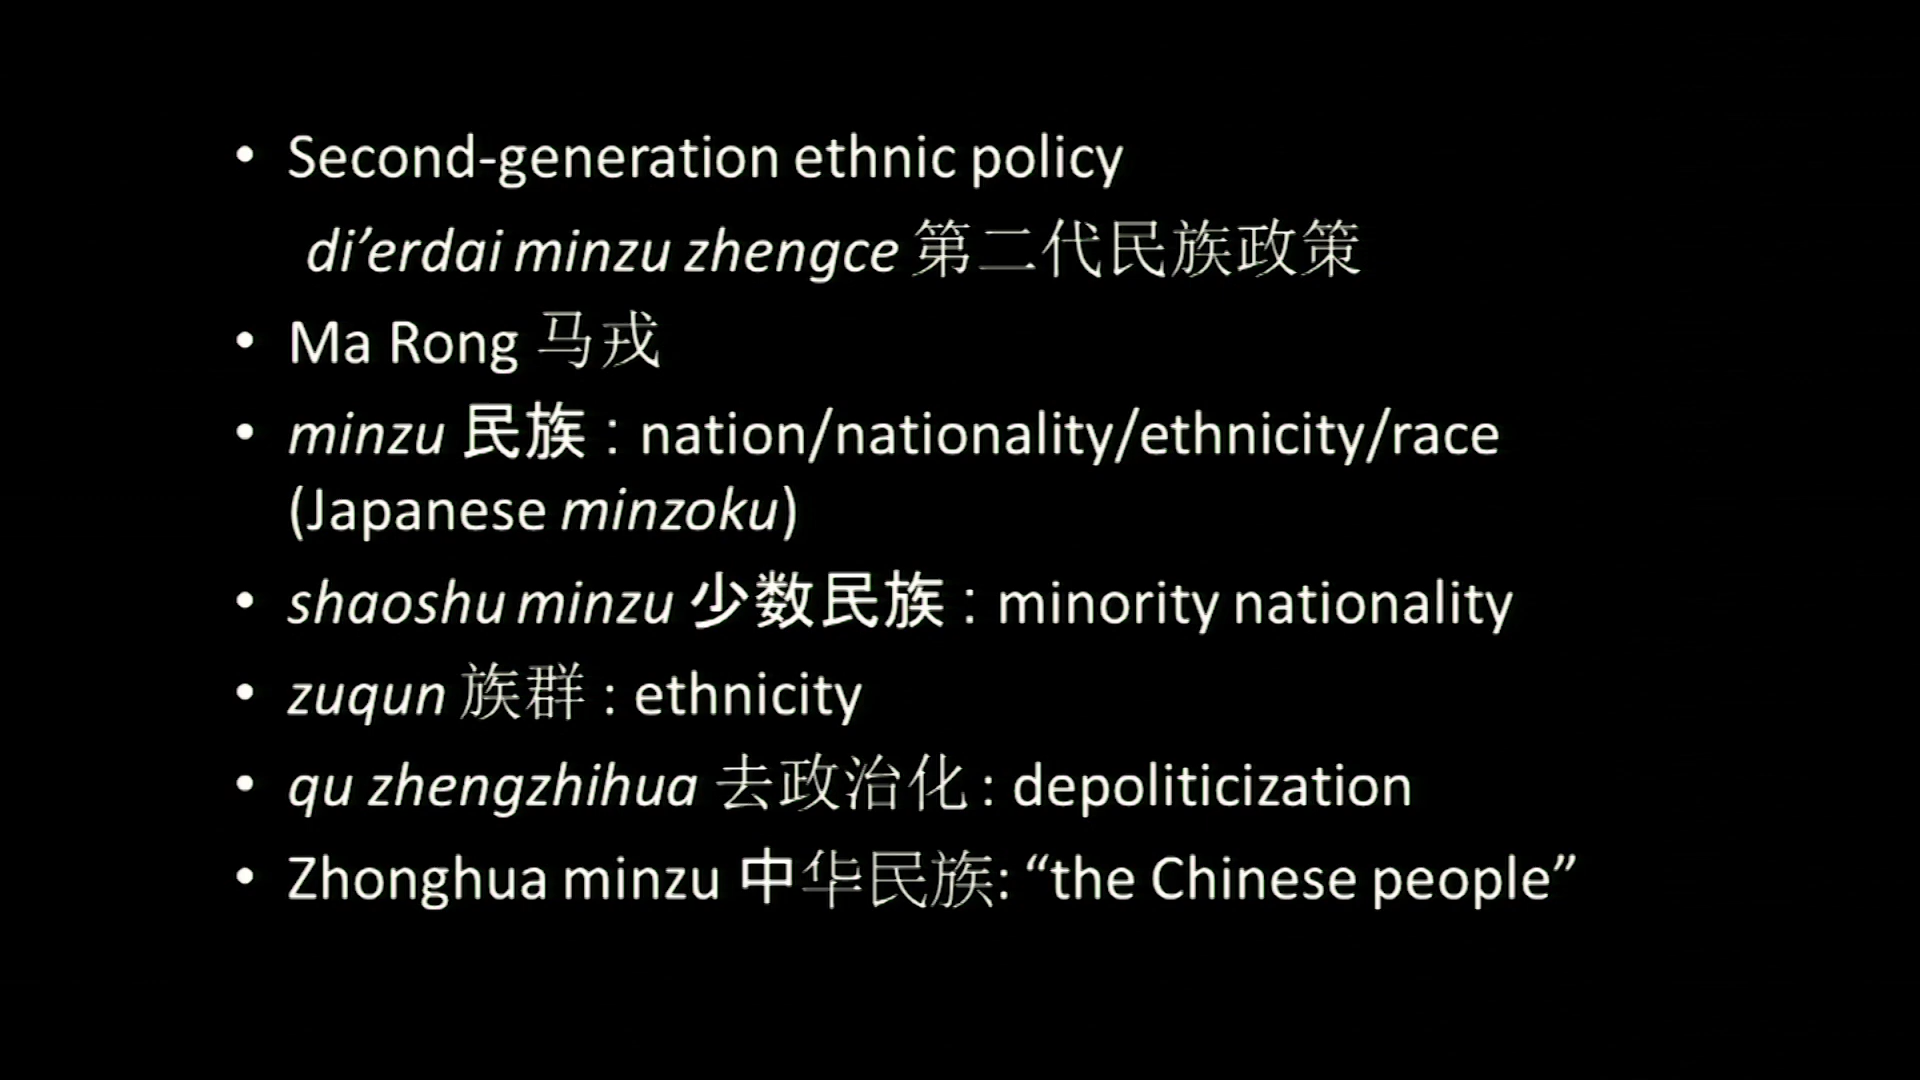 • Second-generation ethnic policy
di’erdai minzu zhengce 第二代民族政策
• Ma Rong 马戎
• minzu 民族 : nation/nationality/ethnicity/race
(Japanese minzoku)
• shaoshu minzu 少数民族 : minority nationality
• zuqun 族群 : ethnicity
• qu zhengzhihua 去政治化 : depoliticization
• Zhonghua minzu 中华民族: “the Chinese people”